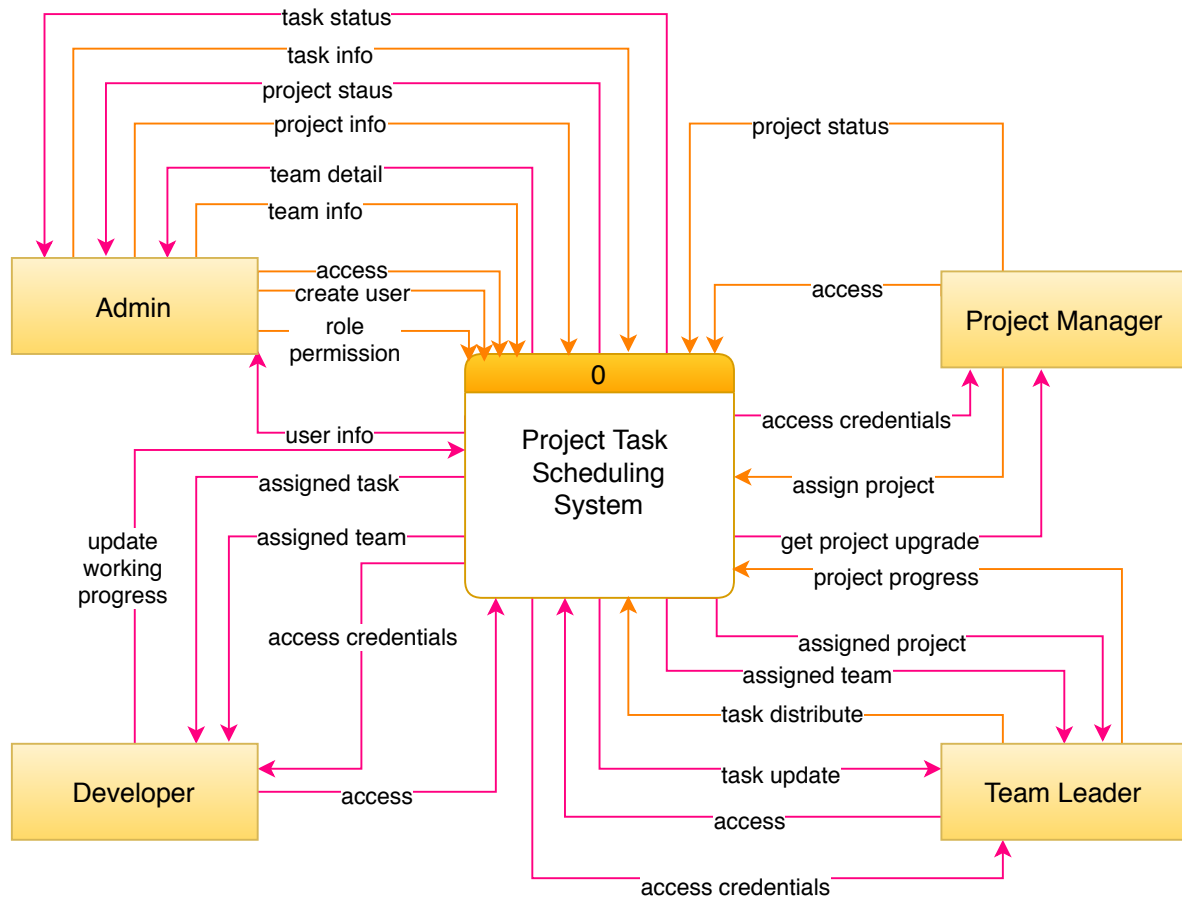 task status
task info
project staus
project info
project status
team detail
team info
access
create user
role
permission
Admin
access
Project Manager
0
Project Task
Scheduling
System
user info
access credentials
assigned task
assign project
assigned team
get project upgrade
update
working
progress
project progress
access credentials
assigned project
assigned team
task distribute
Developer
access
task update
Team Leader
access
access credentials